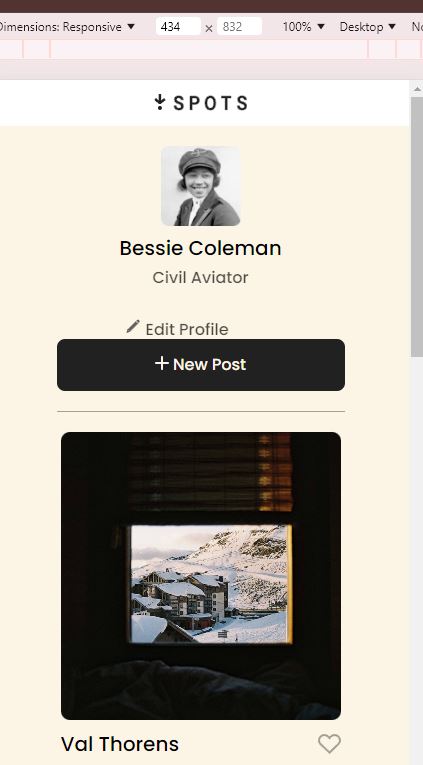 Dimensions: Responsive ▼ 434 × 832 100% ▼ Desktop ▼ No
SPOTS
Bessie Coleman
Civil Aviator
Edit Profile
+ New Post
Val Thorens